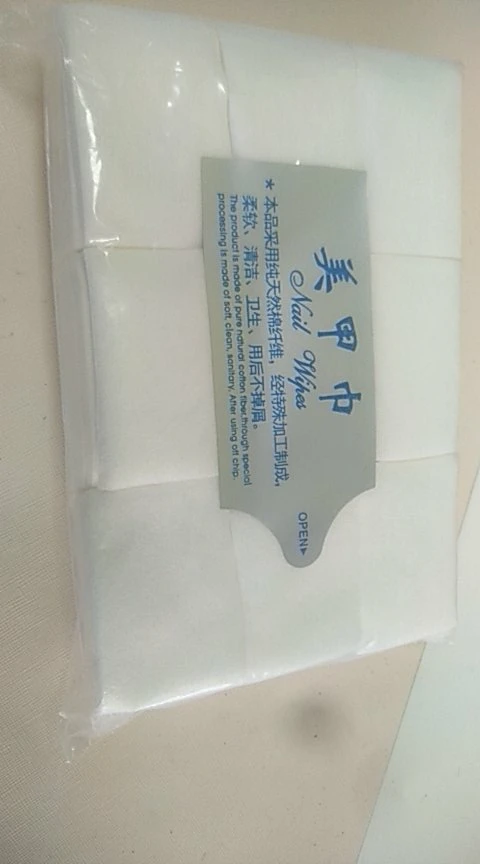 美甲巾
Nail Wipes
★本品采用纯天然棉纤维，经特殊加工制成，
柔软、清洁、卫生、用后不掉屑。
The product is made of pure natural cotton fiber,through special
processing is made of soft, clean, sanitary. After using off chip.
OPEN▶